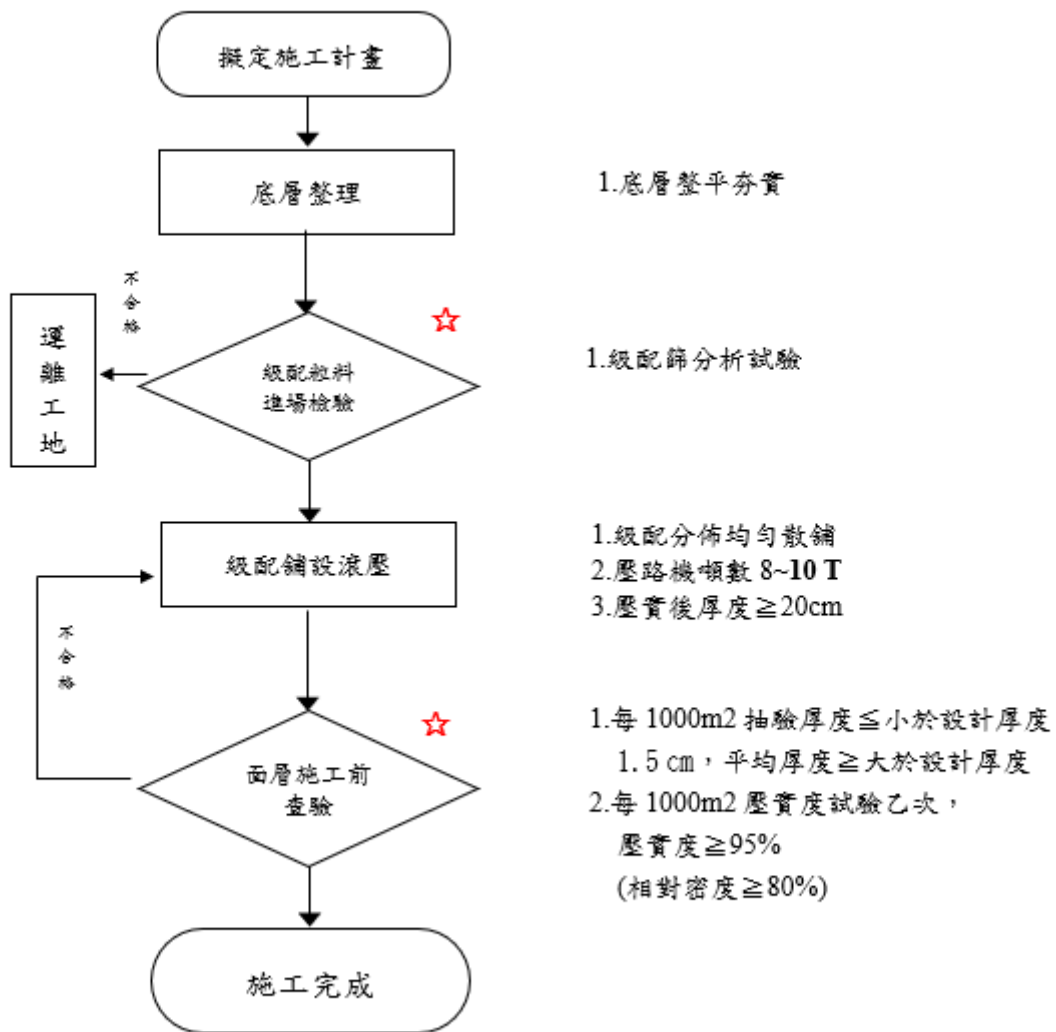 擬定施工計畫
底層整理
1.底層整平夯實
不合格
運離工地
級配粒料
進場檢驗
1.級配篩分析試驗
級配舖設滾壓
1.級配分佈均勻散舖
2.壓路機噸數 8~10 T
3.壓實後厚度≧20cm
不合格
面層施工前
查驗
1.每 1000m2 抽驗厚度≦小於設計厚度
1.5 cm，平均厚度≧大於設計厚度
2.每 1000m2 壓實度試驗乙次，
壓實度≧95%
(相對密度≧80%)
施工完成